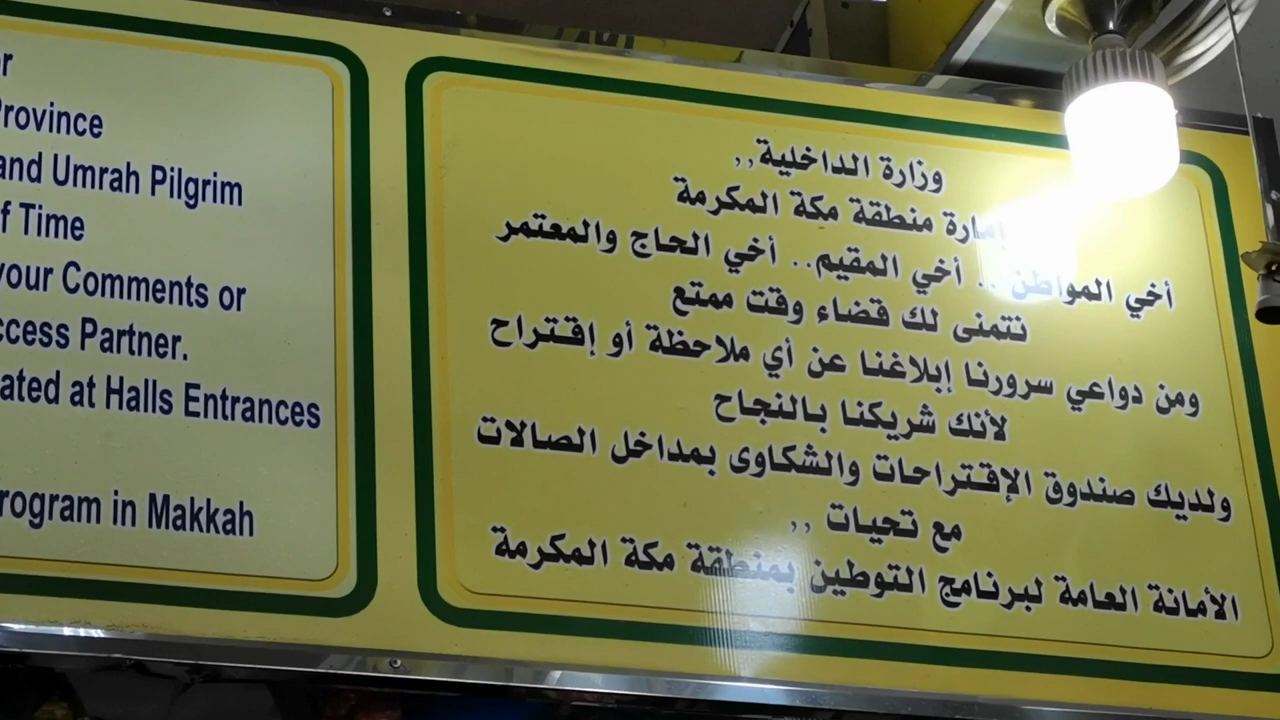 Province
and Umrah Pilgrim
f Time
your Comments or
ccess Partner.
ated at Halls Entrances
rogram in Makkah
وزارة الداخلية,,
إمارة منطقة مكة المكرمة
أخي المواطن .. أخي المقيم.. أخي الحاج والمعتمر
نتمنى لك قضاء وقت ممتع
ومن دواعي سرورنا إبلاغنا عن أي ملاحظة أو إقتراح
لأنك شريكنا بالنجاح
ولديك صندوق الإقتراحات والشكاوى بمداخل الصالات
مع تحيات ,,
الأمانة العامة لبرنامج التوطين بمنطقة مكة المكرمة